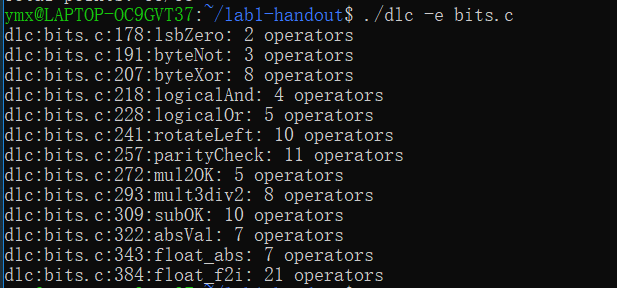 ymx@LAPTOP-OC9GVT37:~/lab1-handout$ ./dlc -e bits.c
dlc:bits.c:178:lsbZero: 2 operators
dlc:bits.c:191:byteNot: 3 operators
dlc:bits.c:207:byteXor: 8 operators
dlc:bits.c:218:logicalAnd: 4 operators
dlc:bits.c:228:logicalOr: 5 operators
dlc:bits.c:241:rotateLeft: 10 operators
dlc:bits.c:257:parityCheck: 11 operators
dlc:bits.c:272:mul2OK: 5 operators
dlc:bits.c:293:mult3div2: 8 operators
dlc:bits.c:309:subOK: 10 operators
dlc:bits.c:322:absVal: 7 operators
dlc:bits.c:343:float_abs: 7 operators
dlc:bits.c:384:float_f2i: 21 operators